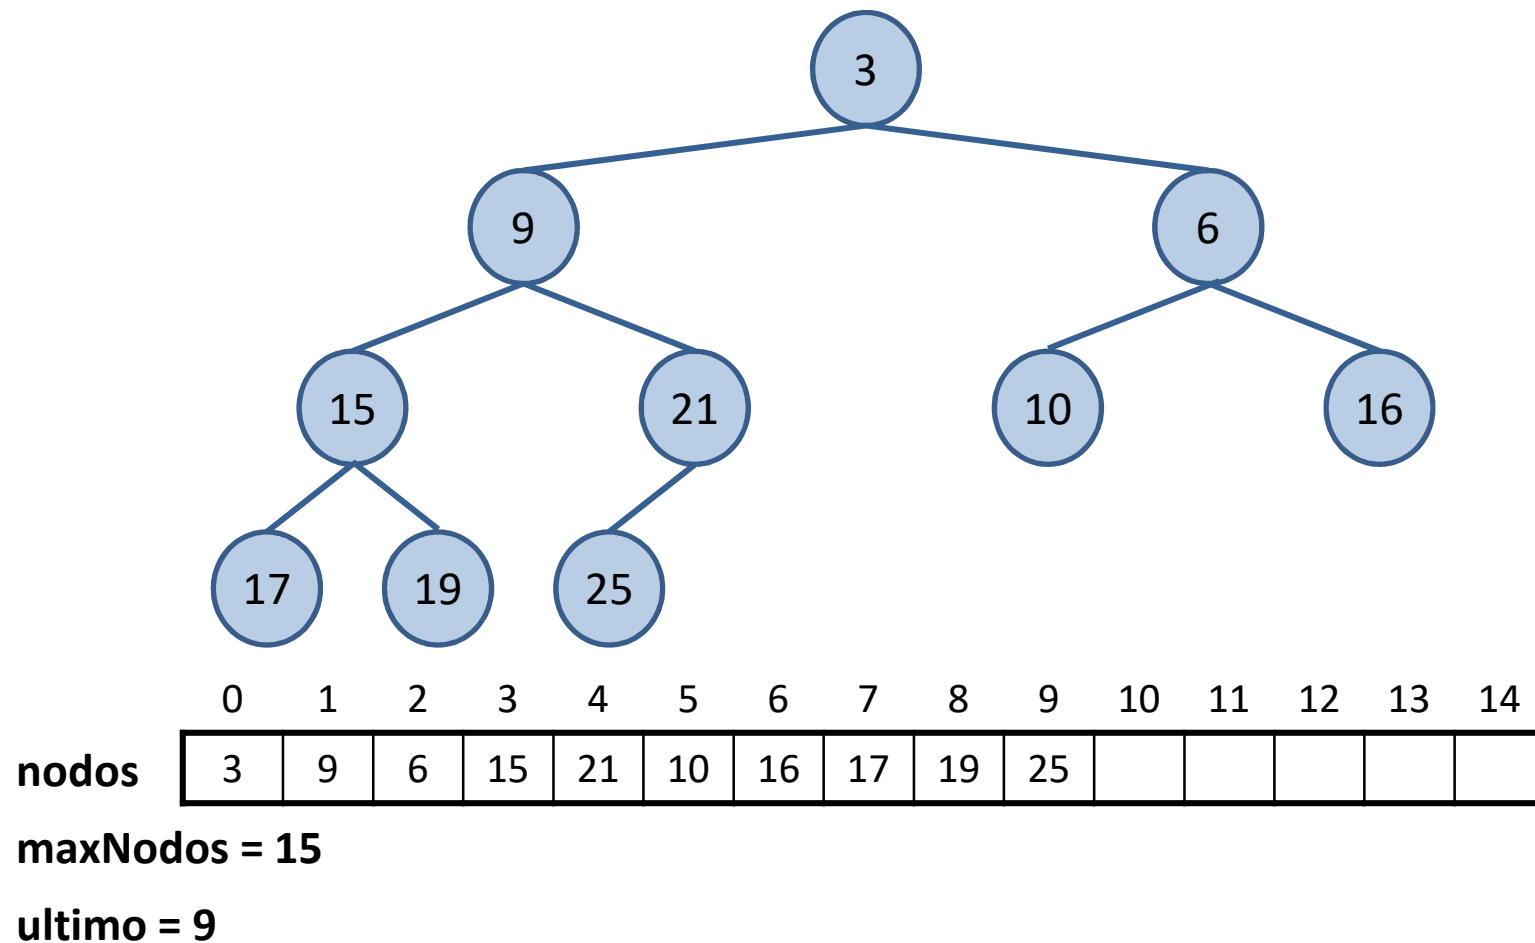 3
9 6
15 21 10 16
17 19 25
0 1 2 3 4 5 6 7 8 9 10 11 12 13 14
nodos 3 9 6 15 21 10 16 17 19 25
maxNodos = 15
ultimo = 9